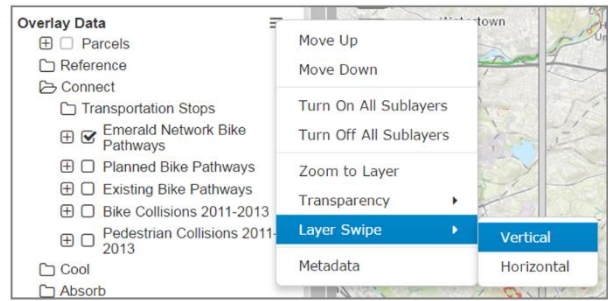 Overlay Data
Parcels
Reference
Connect
Transportation Stops
Emerald Network Bike
Pathways
Planned Bike Pathways
Existing Bike Pathways
Bike Collisions 2011-2013
Pedestrian Collisions 2011-
2013
Cool
Absorb
Move Up
Move Down
Turn On All Sublayers
Turn Off All Sublayers
Zoom to Layer
Transparency
Layer Swipe
Metadata
Vertical
Horizontal